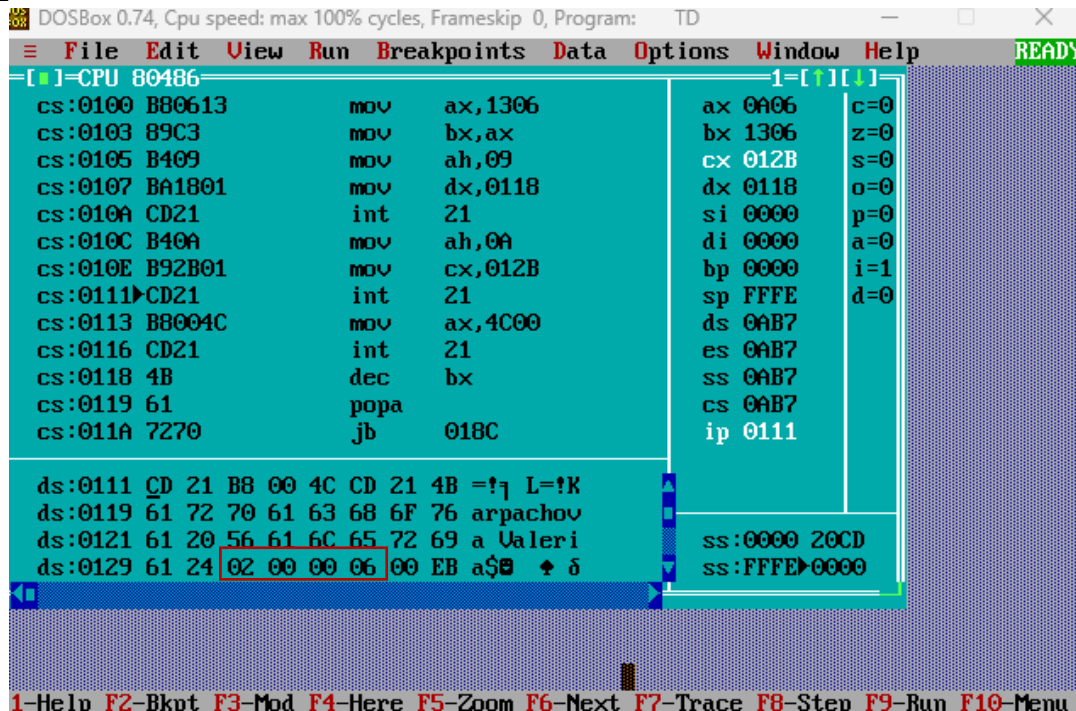 DOSBox 0.74, Cpu speed: max 100% cycles, Frameskip 0, Program: TD
≡ File Edit View Run Breakpoints Data Options Window Help READY
=[■]=CPU 80486 1=[↑][↓]=
cs:0100 B80613 mov ax,1306 ax 0A06 c=0
cs:0103 89C3 mov bx,ax bx 1306 z=0
cs:0105 B409 mov ah,09 cx 012B s=0
cs:0107 BA1801 mov dx,0118 dx 0118 o=0
cs:010A CD21 int 21 si 0000 p=0
cs:010C B40A mov ah,0A di 0000 a=0
cs:010E B92B01 mov cx,012B bp 0000 i=1
cs:0111►CD21 int 21 sp FFFE d=0
cs:0113 B8004C mov ax,4C00 ds 0AB7
cs:0116 CD21 int 21 es 0AB7
cs:0118 4B dec bx ss 0AB7
cs:0119 61 popa cs 0AB7
cs:011A 7270 jb 018C ip 0111
ds:0111 CD 21 B8 00 4C CD 21 4B =!╕ L=!K
ds:0119 61 72 70 61 63 68 6F 76 arpachov
ds:0121 61 20 56 61 6C 65 72 69 a Valeri ss:0000 20CD
ds:0129 61 24 02 00 00 06 00 EB a$☻ ♠ δ ss:FFFE►0000
1-Help F2-Bkpt F3-Mod F4-Here F5-Zoom F6-Next F7-Trace F8-Step F9-Run F10-Menu